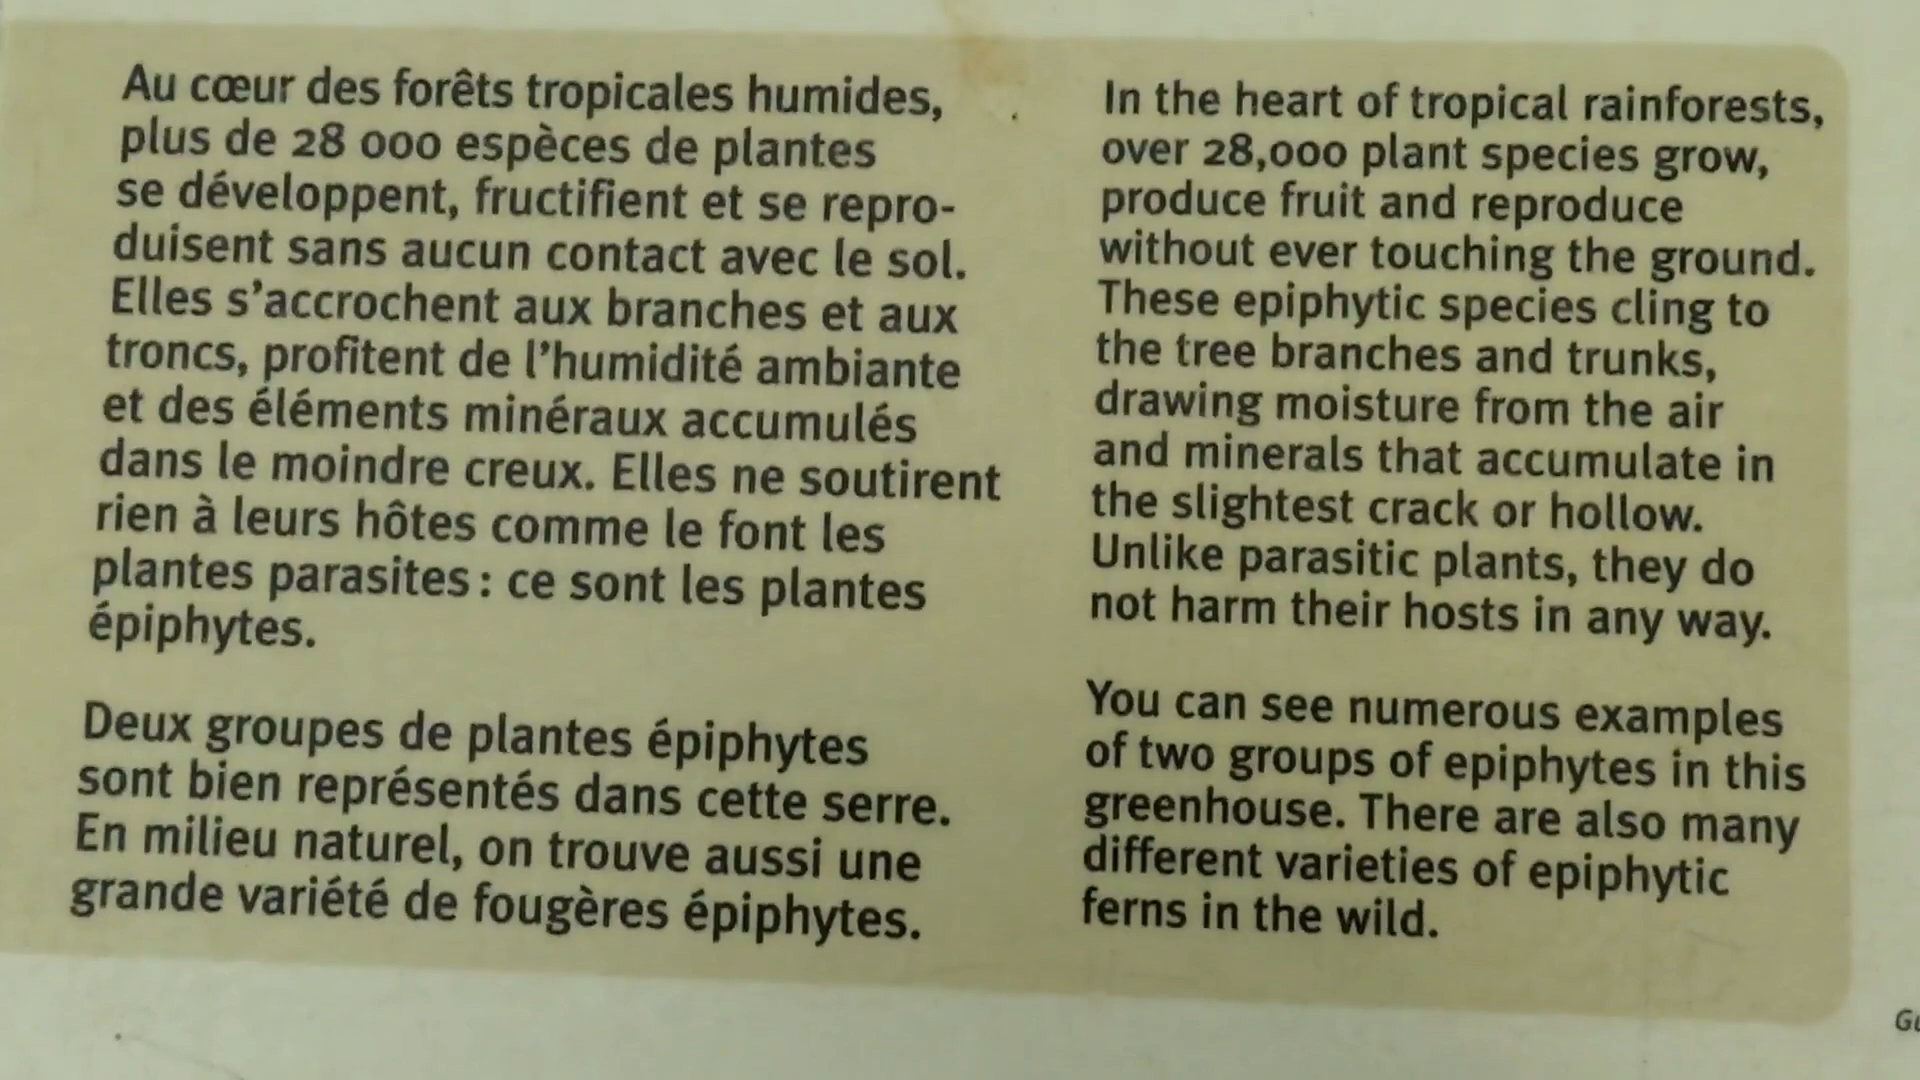 Au cœur des forêts tropicales humides,
plus de 28 000 espèces de plantes
se développent, fructifient et se repro-
duisent sans aucun contact avec le sol.
Elles s’accrochent aux branches et aux
troncs, profitent de l’humidité ambiante
et des éléments minéraux accumulés
dans le moindre creux. Elles ne soutirent
rien à leurs hôtes comme le font les
plantes parasites : ce sont les plantes
épiphytes.
Deux groupes de plantes épiphytes
sont bien représentés dans cette serre.
En milieu naturel, on trouve aussi une
grande variété de fougères épiphytes.
In the heart of tropical rainforests,
over 28,000 plant species grow,
produce fruit and reproduce
without ever touching the ground.
These epiphytic species cling to
the tree branches and trunks,
drawing moisture from the air
and minerals that accumulate in
the slightest crack or hollow.
Unlike parasitic plants, they do
not harm their hosts in any way.
You can see numerous examples
of two groups of epiphytes in this
greenhouse. There are also many
different varieties of epiphytic
ferns in the wild.